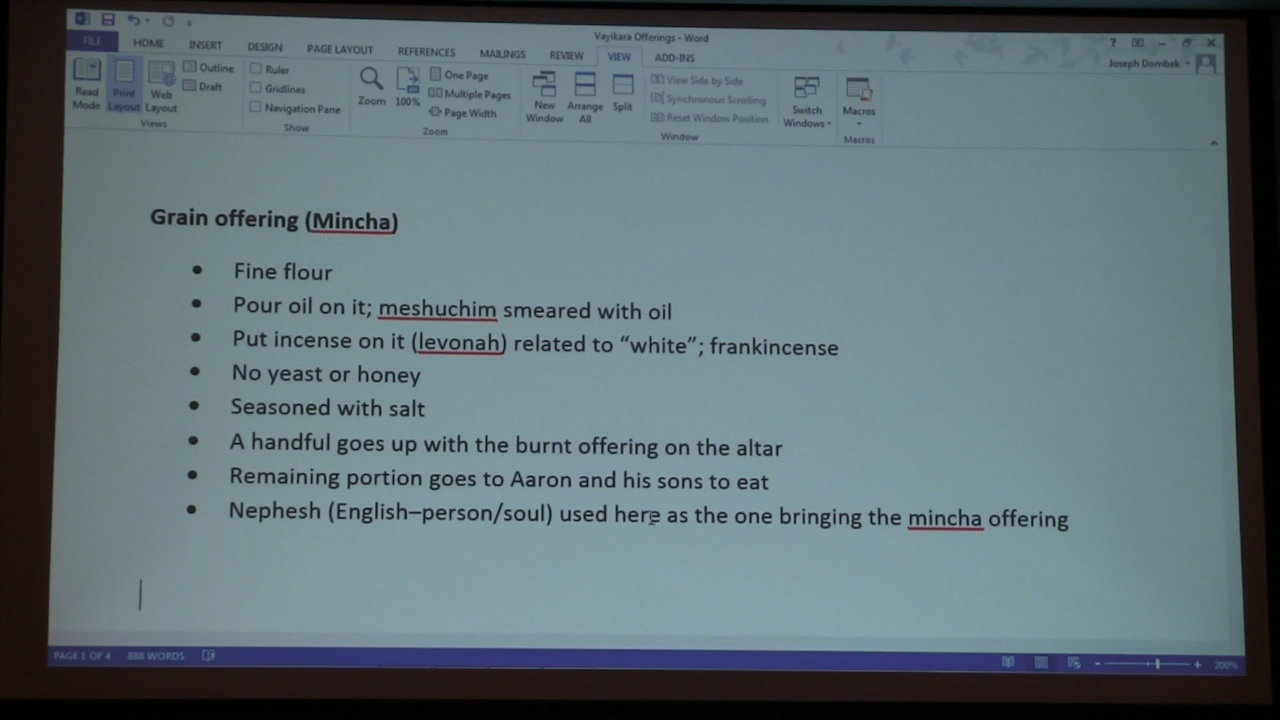 Vayikara Offerings - Word
FILE HOME INSERT DESIGN PAGE LAYOUT REFERENCES MAILINGS REVIEW VIEW ADD-INS
Joseph Dombek
Read Mode
Print Layout
Web Layout
Outline
Draft
Views
Ruler
Gridlines
Navigation Pane
Show
Zoom
100%
One Page
Multiple Pages
Page Width
Zoom
New Window
Arrange All
Split
View Side by Side
Synchronous Scrolling
Reset Window Position
Window
Switch Windows
Macros
Macros
Grain offering (Mincha)
• Fine flour
• Pour oil on it; meshuchim smeared with oil
• Put incense on it (levonah) related to “white”; frankincense
• No yeast or honey
• Seasoned with salt
• A handful goes up with the burnt offering on the altar
• Remaining portion goes to Aaron and his sons to eat
• Nephesh (English–person/soul) used here as the one bringing the mincha offering
PAGE 1 OF 4 888 WORDS
200%